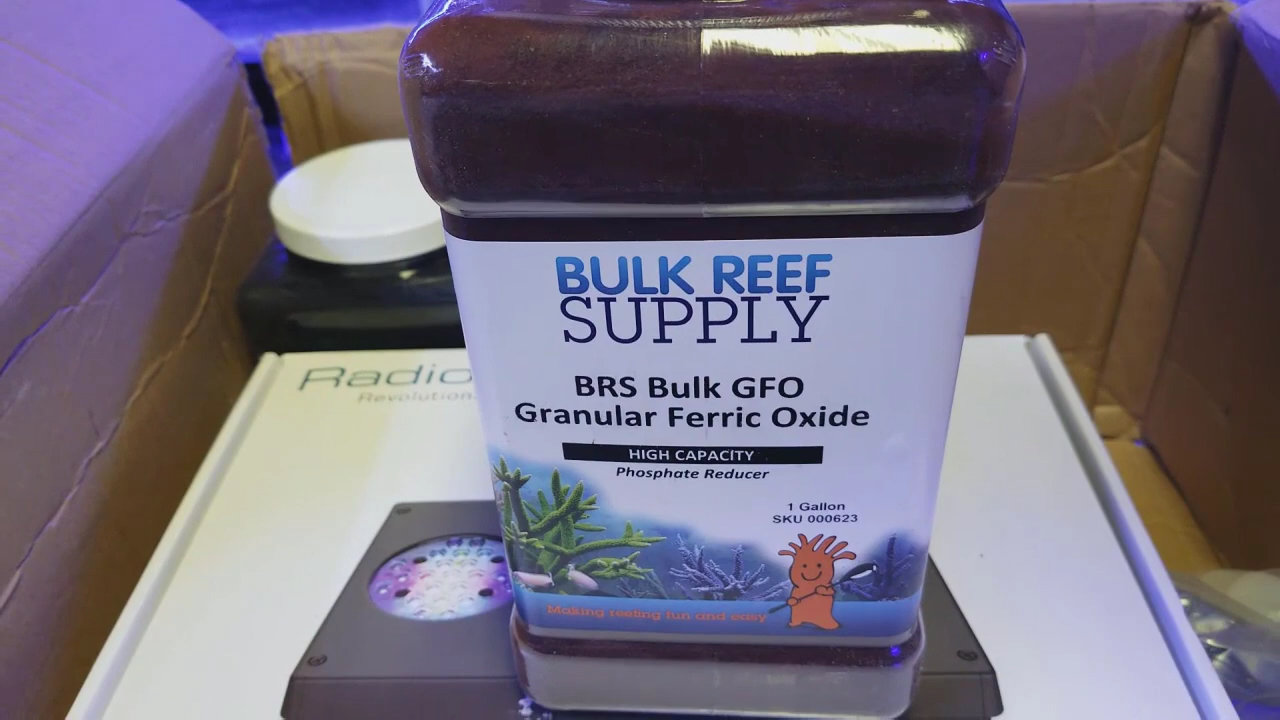 BULK REEF
SUPPLY
BRS Bulk GFO
Granular Ferric Oxide
HIGH CAPACITY
Phosphate Reducer
1 Gallon
SKU 000623
Making reefing fun and easy
Radio
Revolution